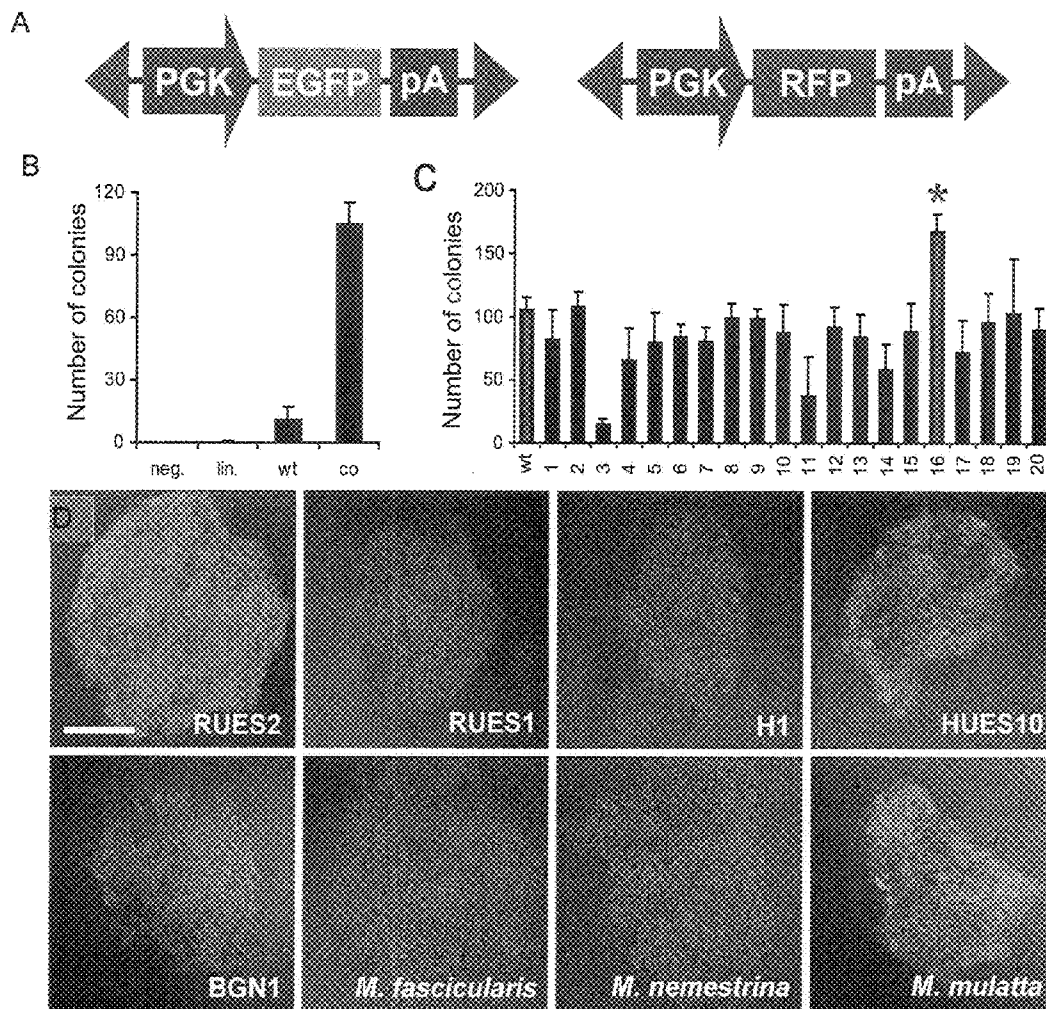 A
PGK EGFP pA
PGK RFP pA
B
Number of colonies
120
90
60
30
0
neg. lin. wt co
C
Number of colonies
200
150
100
50
0
*
wt 1 2 3 4 5 6 7 8 9 10 11 12 13 14 15 16 17 18 19 20
D
RUES2 RUES1 H1 HUES10
BGN1 M. fascicularis M. nemestrina M. mulatta